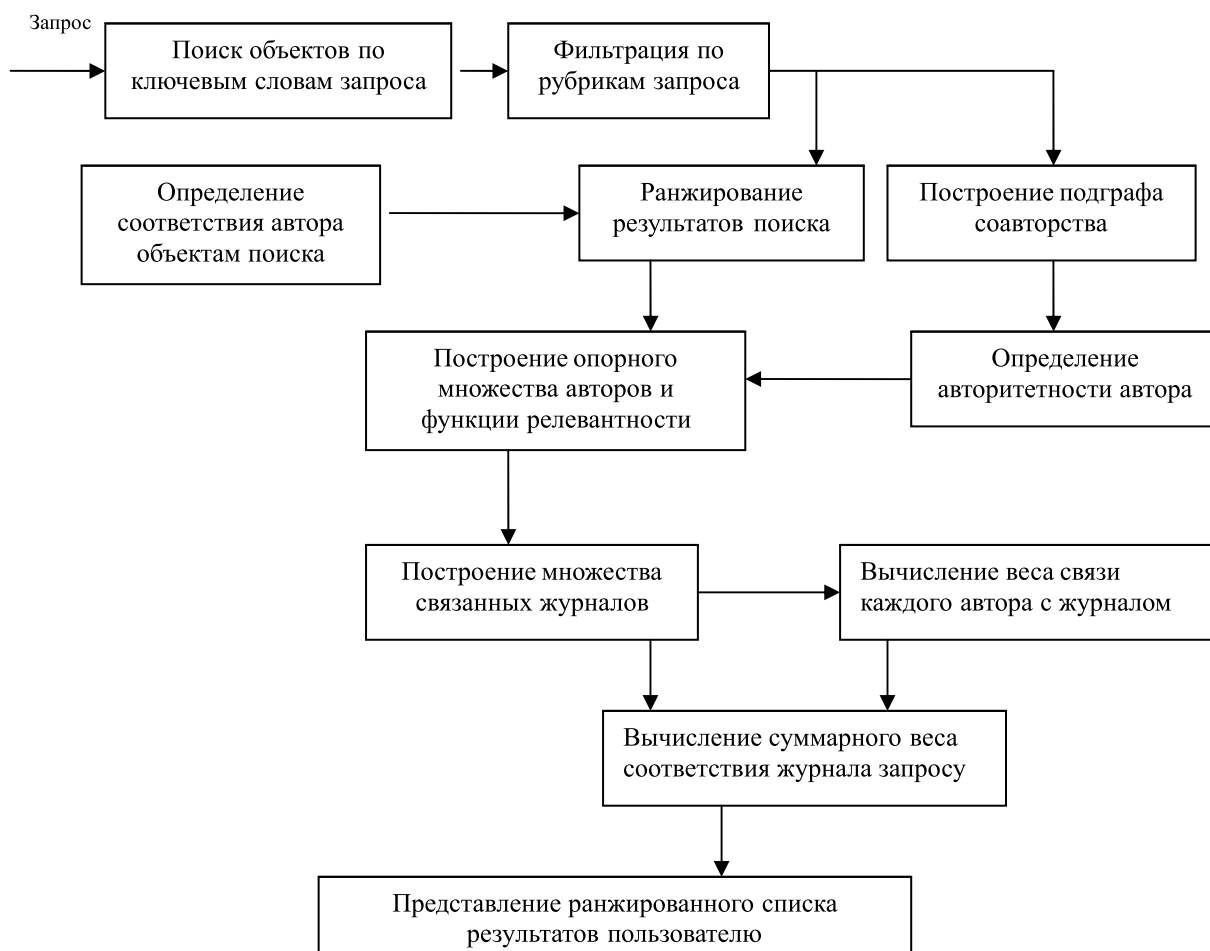 Запрос
Поиск объектов по
ключевым словам запроса
Фильтрация по
рубрикам запроса
Определение
соответствия автора
объектам поиска
Ранжирование
результатов поиска
Построение подграфа
соавторства
Построение опорного
множества авторов и
функции релевантности
Определение
авторитетности автора
Построение множества
связанных журналов
Вычисление веса связи
каждого автора с журналом
Вычисление суммарного веса
соответствия журнала запросу
Представление ранжированного списка
результатов пользователю